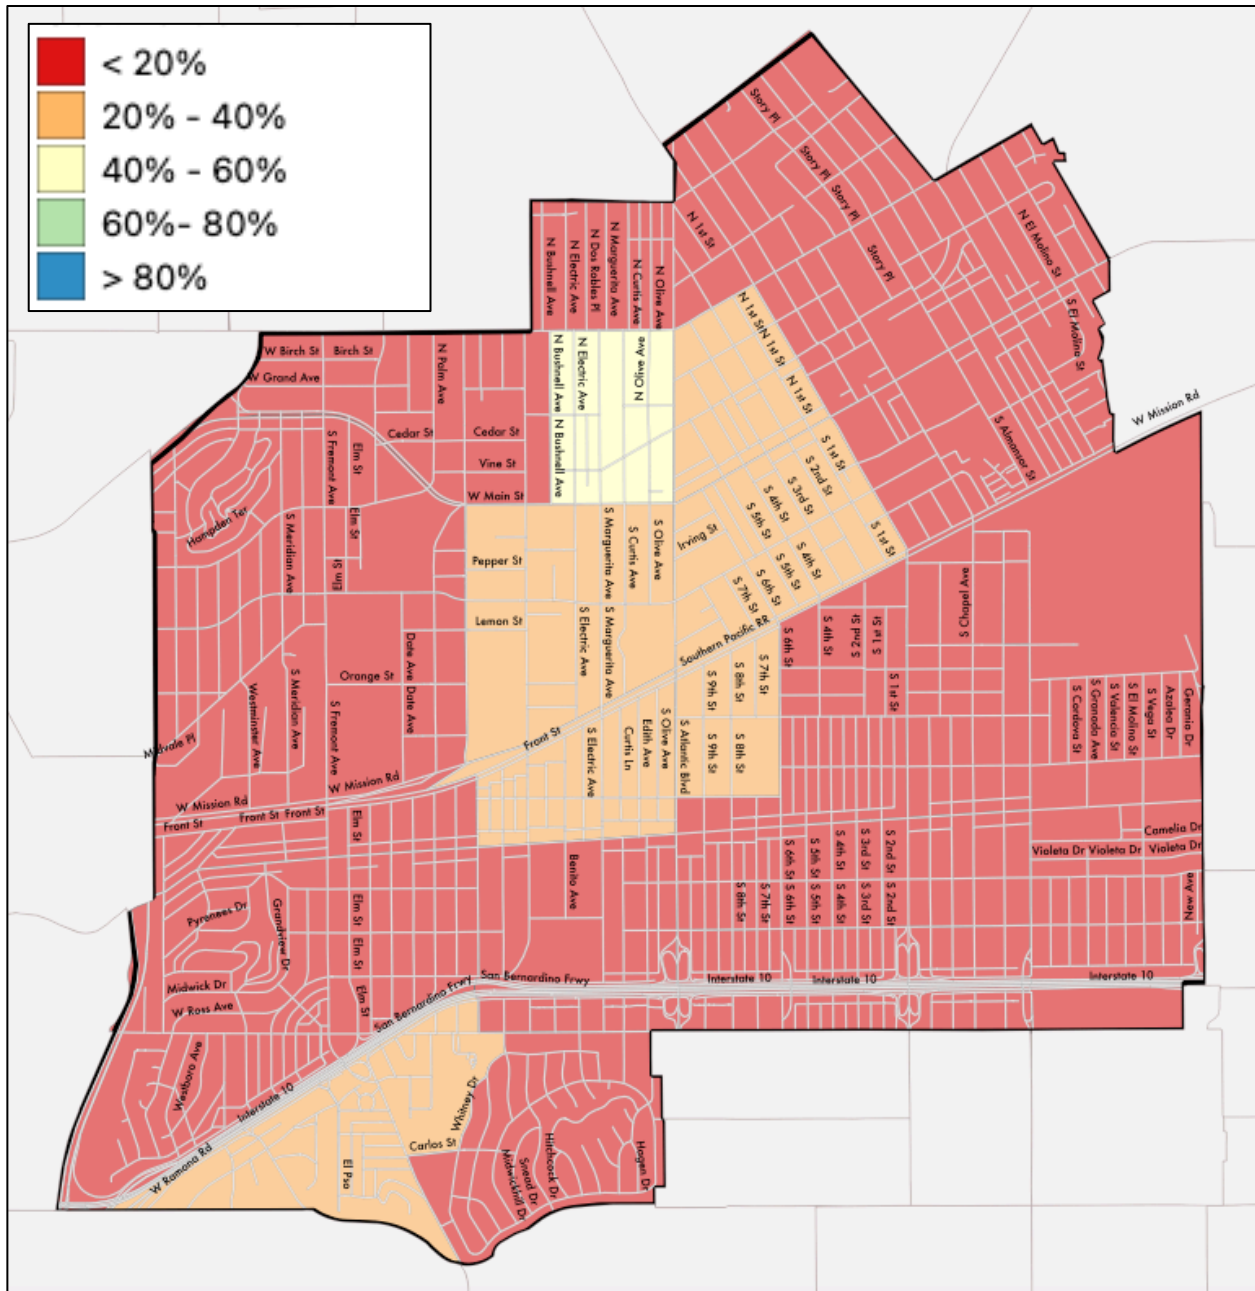 < 20%
20% - 40%
40% - 60%
60%- 80%
> 80%
Story Pl
Story Pl
Story Pl
Story Pl
N 1st St
N El Molino St
S El Molino St
N Bushnell Ave
N Electric Ave
N Dos Robles Pl
N Marguerita Ave
N Curtis Ave
N Olive Ave
N 1st St
N 1st St
N 1st St
W Birch St
Birch St
W Grand Ave
N Palm Ave
N Bushnell Ave
N Electric Ave
N Olive Ave
W Mission Rd
Cedar St
Cedar St
N Bushnell Ave
S 1st St
S Almansor St
S Fremont Ave
Elm St
Vine St
S 2nd St
S 3rd St
S 4th St
S 5th St
W Main St
Hampden Ter
S Meridian Ave
Elm St
Elm St
S Marguerita Ave
S Curtis Ave
S Olive Ave
Irving St
S 1st St
Pepper St
S 4th St
S 5th St
S 6th St
S 7th St
S Chapel Ave
Lemon St
S Electric Ave
S Marguerita Ave
Southern Pacific RR
S 6th St
S 4th St
S 2nd St
S 1st St
Date Ave
Date Ave
Orange St
S Meridian Ave
Westminster Ave
S Fremont Ave
S 9th St
S 8th St
S 7th St
S 1st St
S Cordova St
S Granada Ave
S Valencia St
S El Molino St
S Vega St
Azalea Dr
Gerania Dr
Midvale Pl
Front St
S Electric Ave
Curtis Ln
Edith Ave
S Olive Ave
S Atlantic Blvd
S 9th St
S 8th St
W Mission Rd
W Mission Rd
Front St
Front St
Front St
Elm St
Camelia Dr
Violeta Dr
Violeta Dr
Violeta Dr
S 6th St
S 5th St
S 4th St
S 3rd St
S 2nd St
Benito Ave
S 8th St
S 7th St
S 6th St
S 5th St
S 4th St
S 3rd St
S 2nd St
New Ave
Pyrenees Dr
Grandview Dr
Elm St
Elm St
Midwick Dr
W Ross Ave
Elm St
San Bernardino Frwy
San Bernardino Frwy
Interstate 10
Interstate 10
Interstate 10
Westboro Ave
Interstate 10
W Ramona Rd
Whitney Dr
Carlos St
El Pso
Midwickhill Dr
Snead Dr
Hitchcock Dr
Hagen Dr